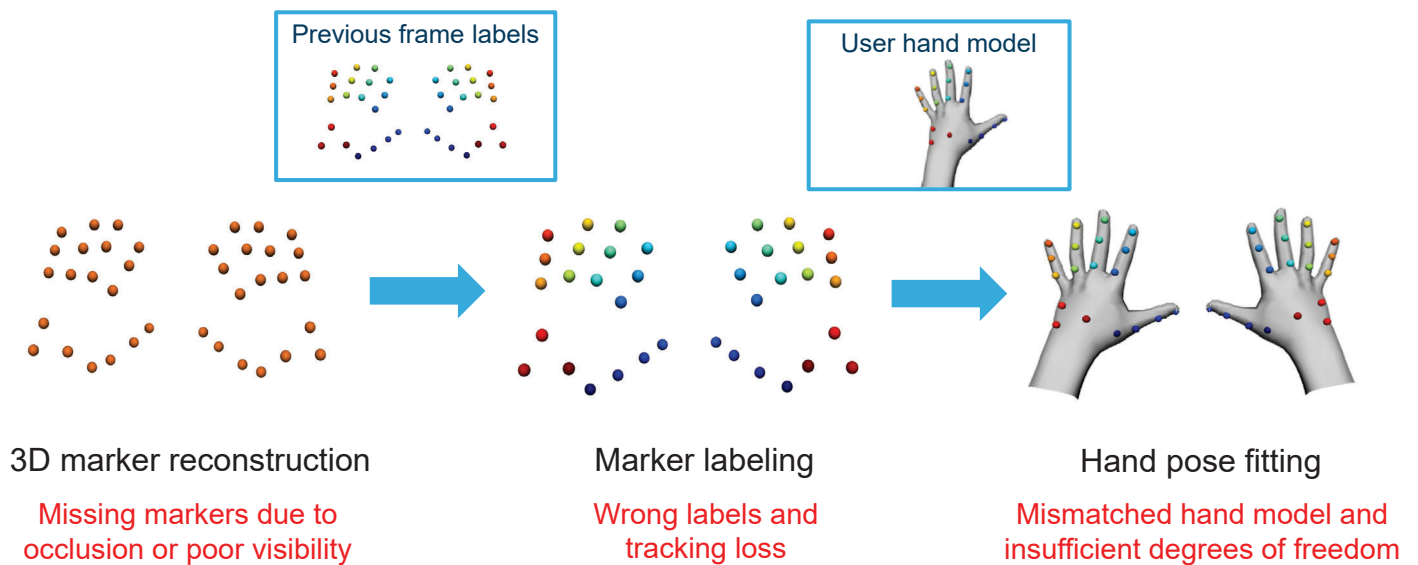 Previous frame labels
User hand model
3D marker reconstruction
Missing markers due to
occlusion or poor visibility
Marker labeling
Wrong labels and
tracking loss
Hand pose fitting
Mismatched hand model and
insufficient degrees of freedom